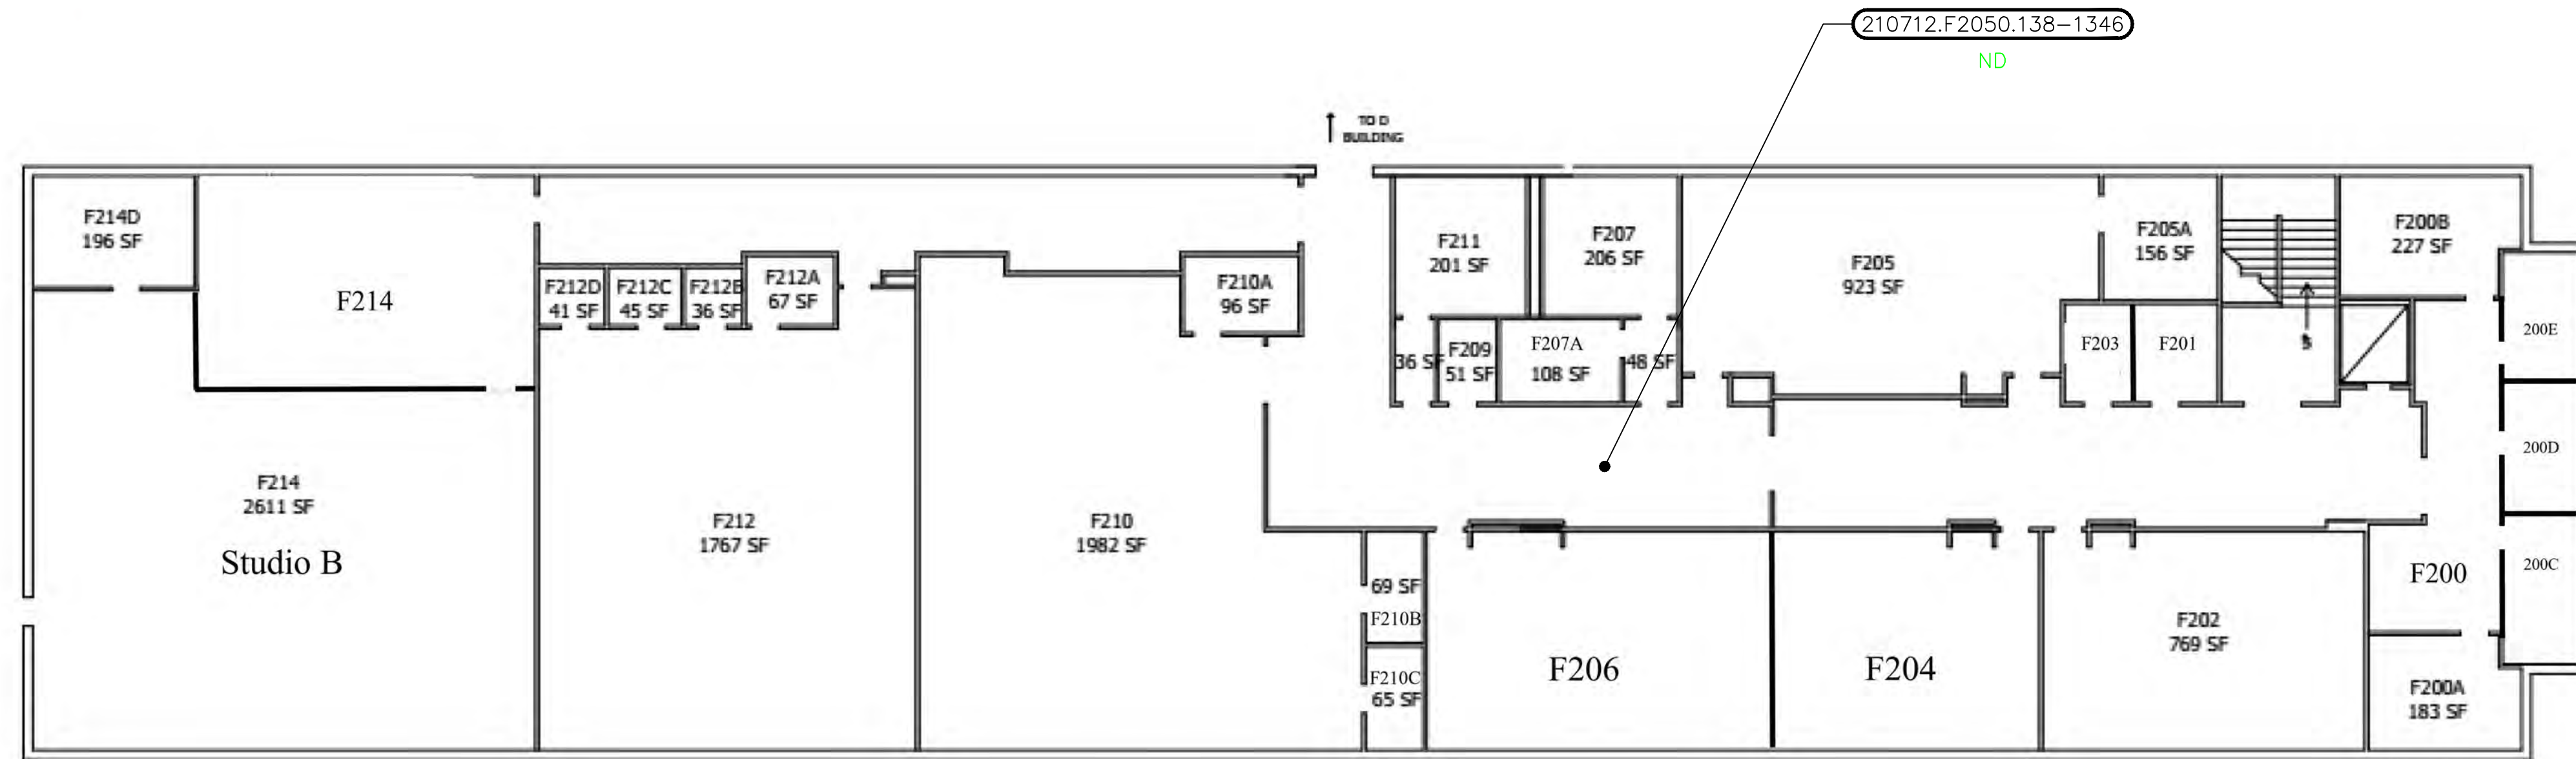 210712.F2050.138-1346
ND
TO D
BUILDING
F214D
196 SF
F214
F212D
41 SF
F212C
45 SF
F212B
36 SF
F212A
67 SF
F210A
96 SF
F211
201 SF
F207
206 SF
F205
923 SF
F205A
156 SF
F200B
227 SF
36 SF
F209
51 SF
F207A
108 SF
48 SF
F203
F201
200E
200D
200C
F214
2611 SF
Studio B
F212
1767 SF
F210
1982 SF
69 SF
F210B
F210C
65 SF
F206
F204
F202
769 SF
F200
F200A
183 SF